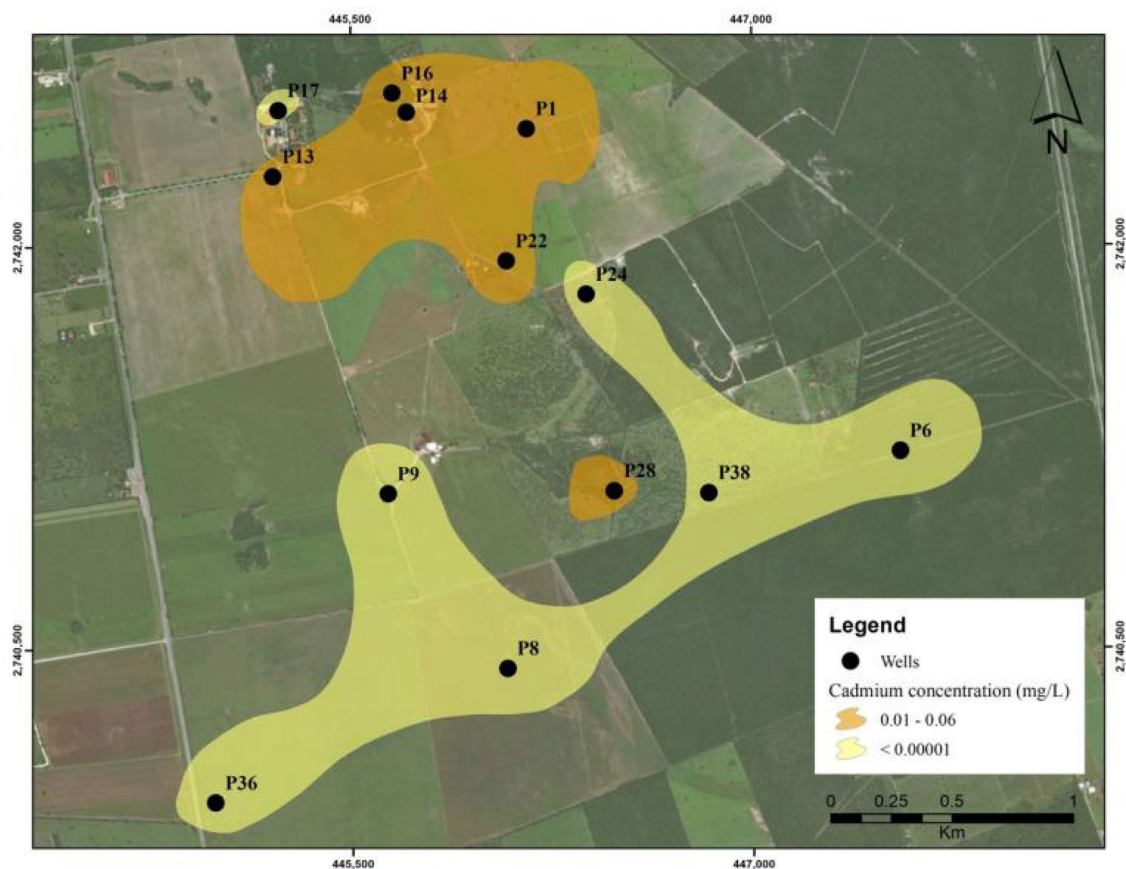 445,500
447,000
P16
P17
P14
P1
N
P13
2,742,000
2,742,000
P22
P24
P6
P9
P28
P38
Legend
Wells
2,740,500
2,740,500
P8
Cadmium concentration (mg/L)
0.01 - 0.06
< 0.00001
P36
0
0.25
0.5
1
Km
445,500
447,000